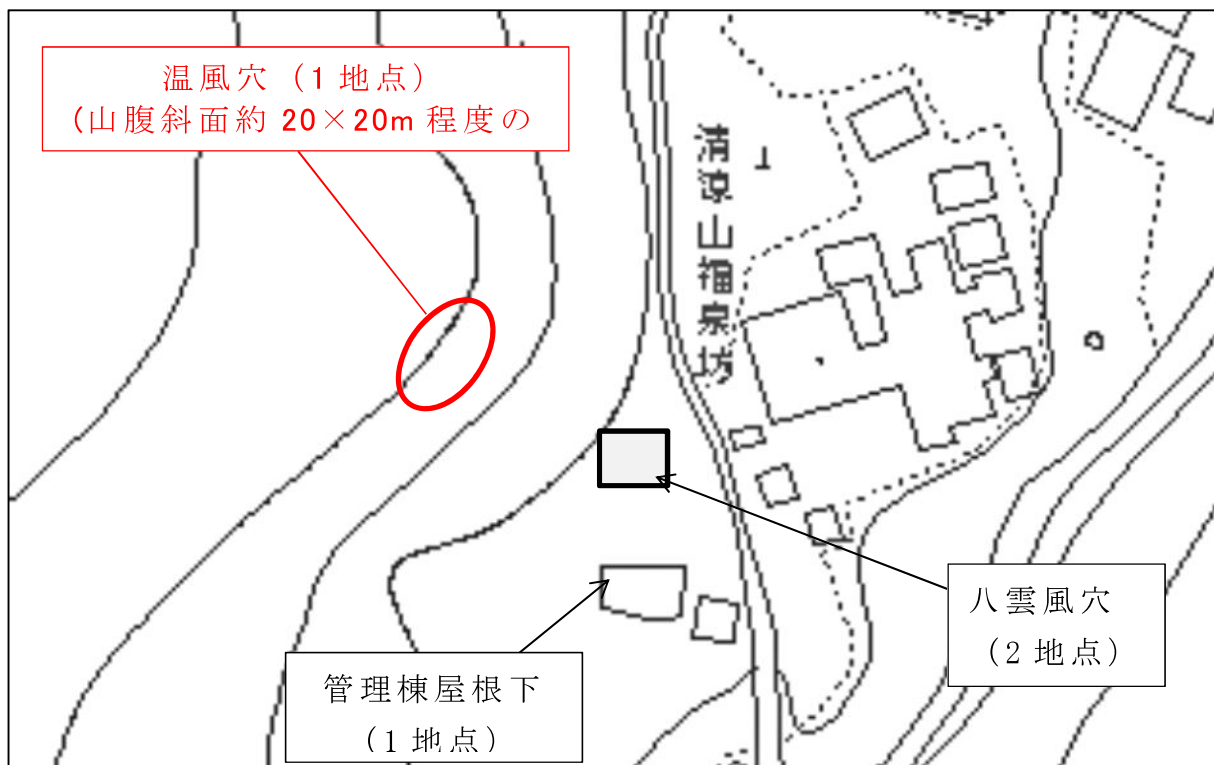 温風穴（1地点）
(山腹斜面約20×20m程度の
清涼山福泉坊
八雲風穴
（2地点）
管理棟屋根下
（1地点）